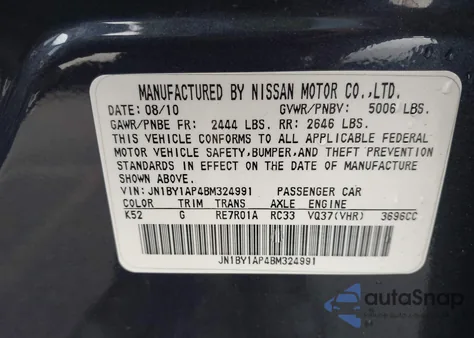 MANUFACTURED BY NISSAN MOTOR CO.,LTD.
DATE: 08/10 GVWR/PNBV: 5006 LBS.
GAWR/PNBE FR: 2444 LBS. RR: 2646 LBS.
THIS VEHICLE CONFORMS TO ALL APPLICABLE FEDERAL
MOTOR VEHICLE SAFETY, BUMPER, AND THEFT PREVENTION
STANDARDS IN EFFECT ON THE DATE OF MANUFACTURE
SHOWN ABOVE.
VIN: JN1BY1AP4BM324991 PASSENGER CAR
COLOR TRIM TRANS AXLE ENGINE
K52 G RE7R01A RC33 VQ37(VHR) 3696CC
JN1BY1AP4BM324991
autoSnap